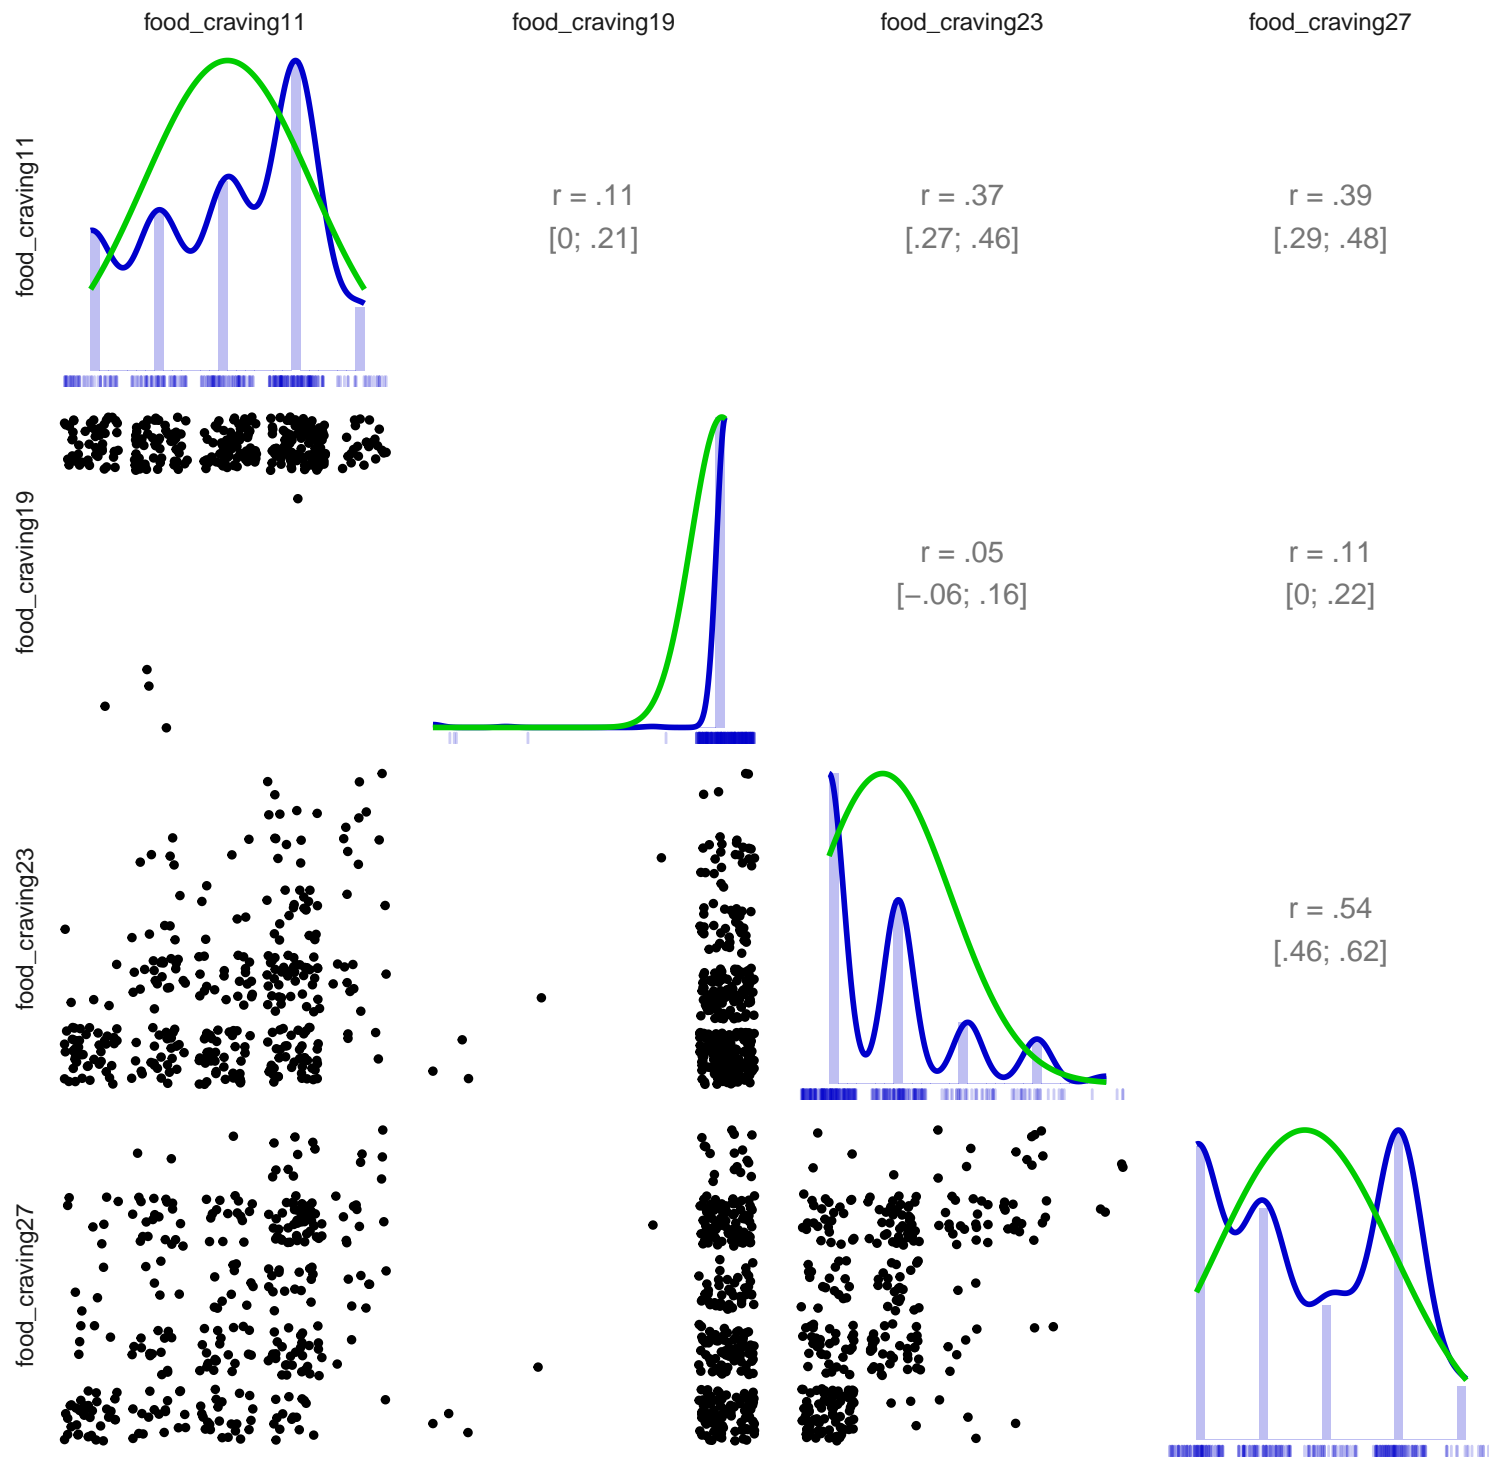 food_craving11
food_craving19
food_craving23
food_craving27
food_craving11
r = .11
[0; .21]
r = .37
[.27; .46]
r = .39
[.29; .48]
food_craving19
r = .05
[−.06; .16]
r = .11
[0; .22]
food_craving23
r = .54
[.46; .62]
food_craving27